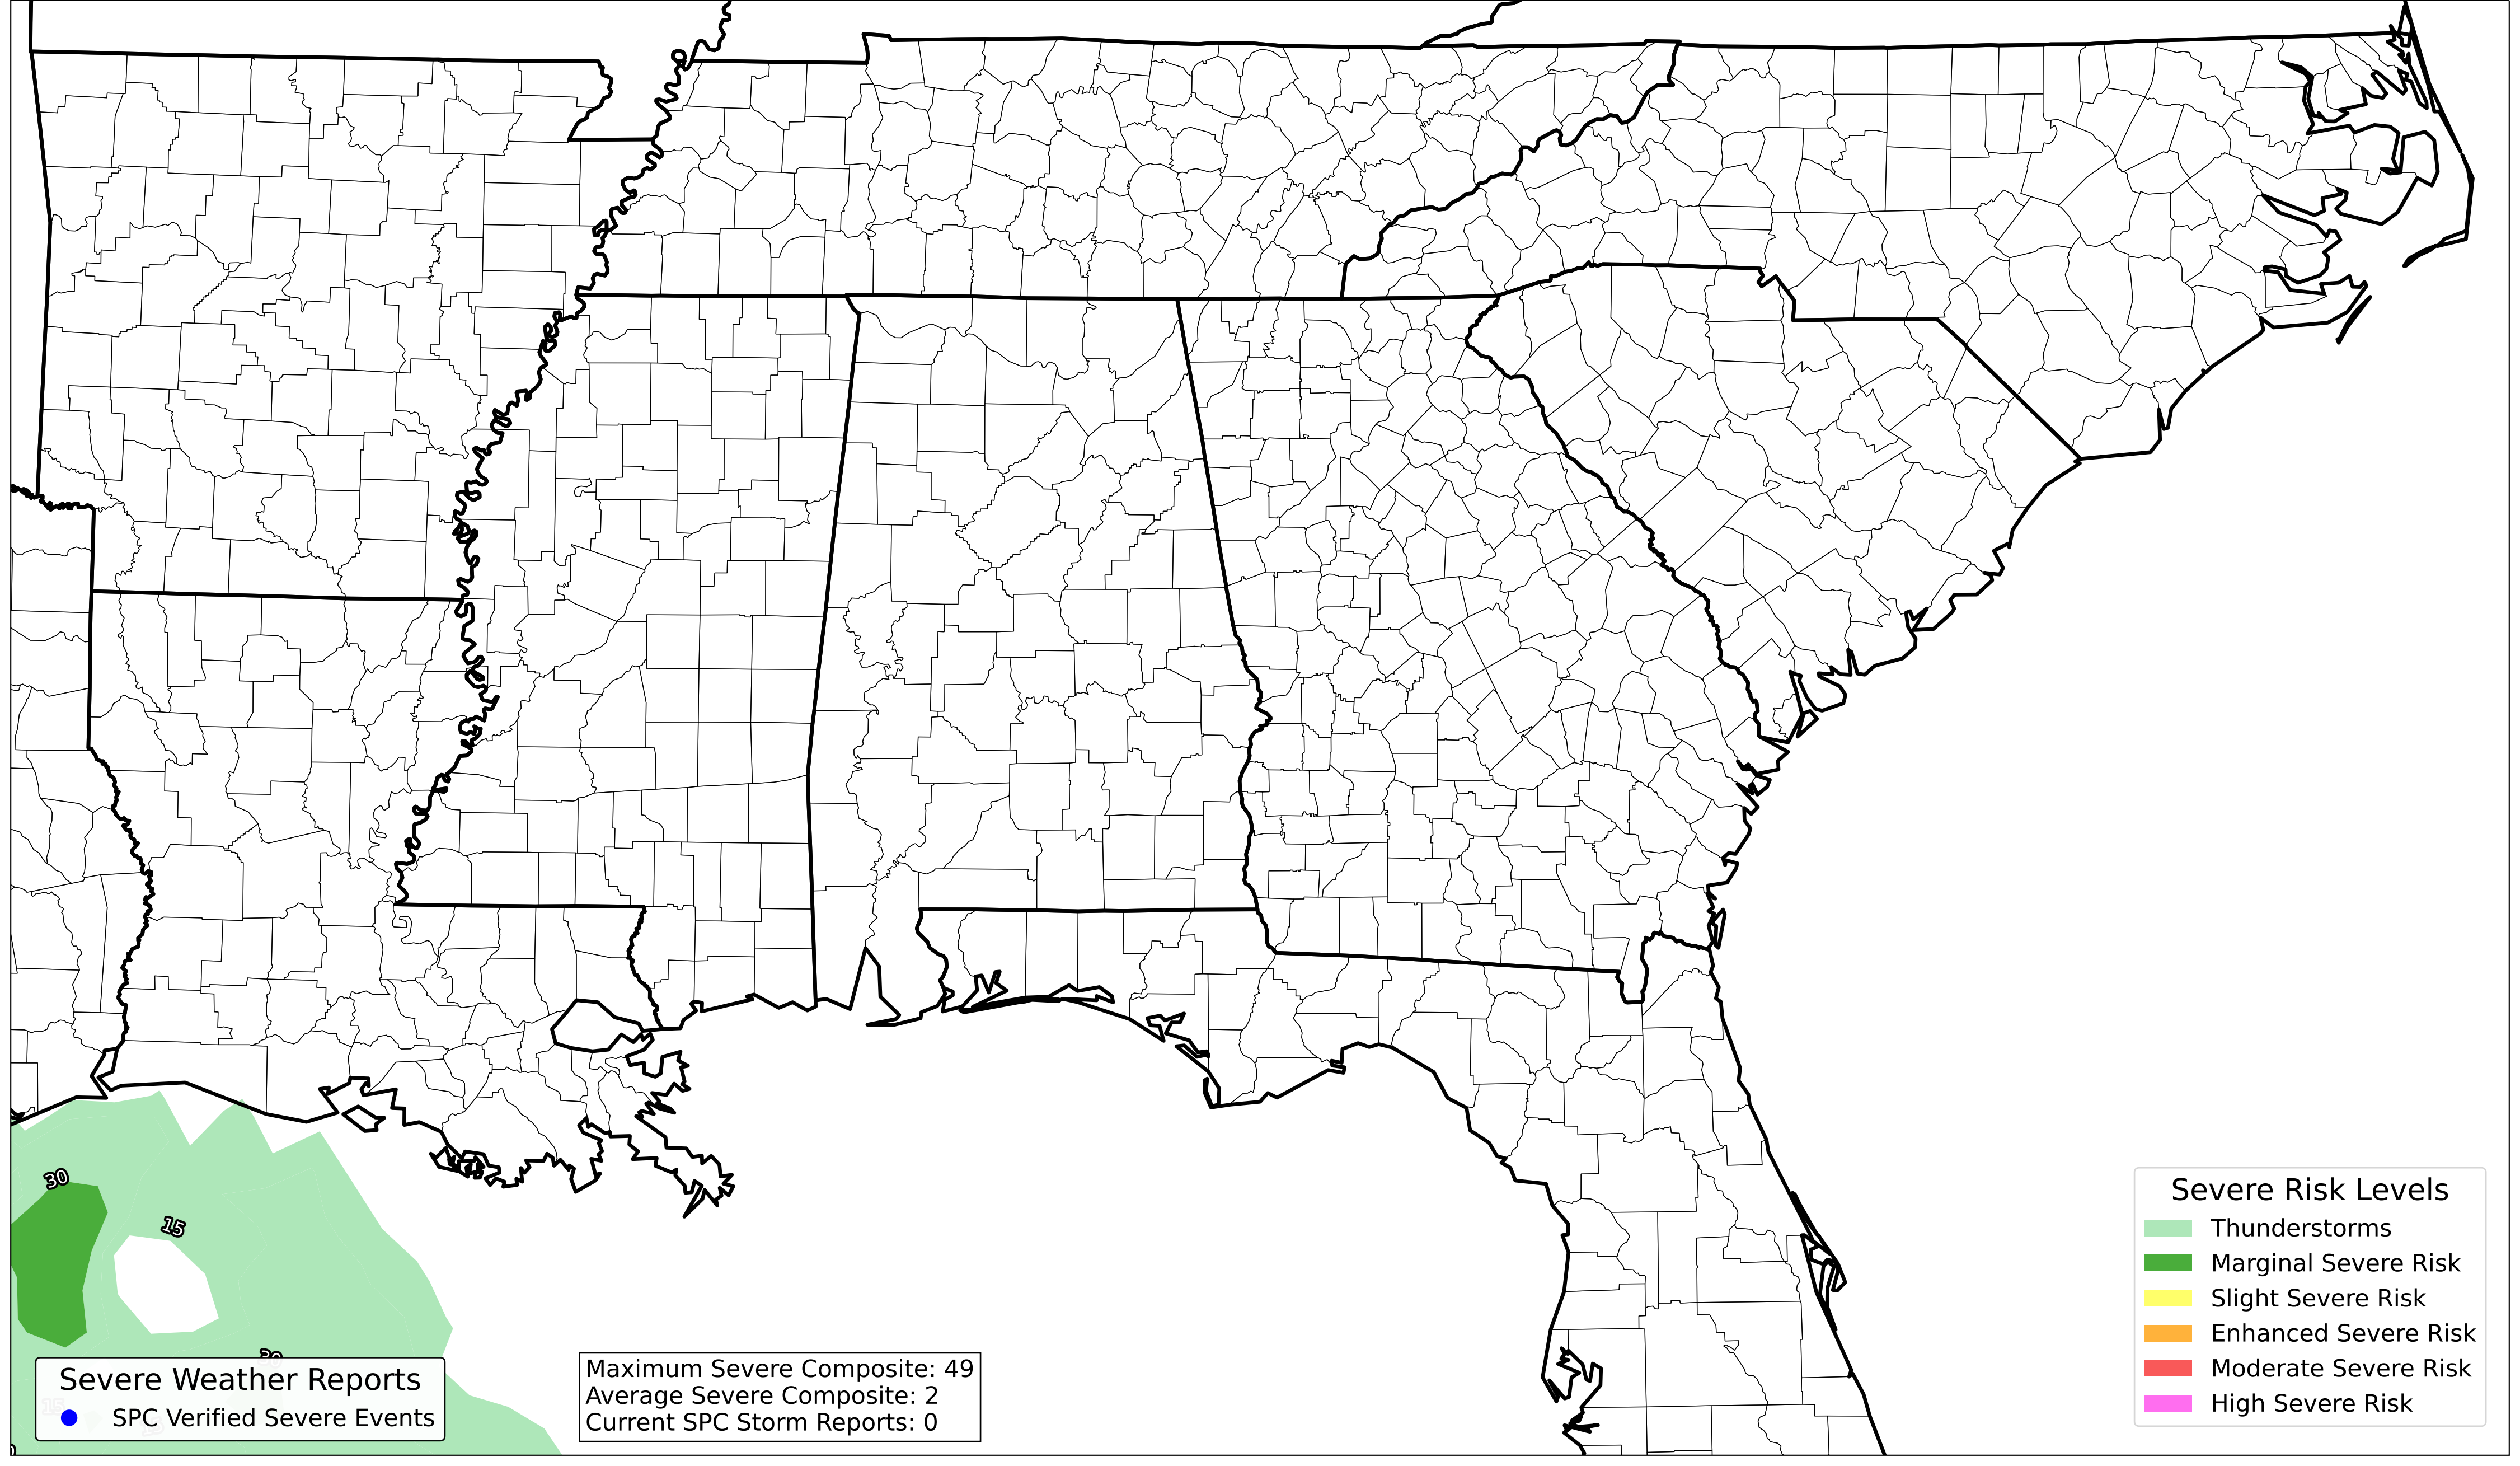 30
15
30
Severe Weather Reports
SPC Verified Severe Events
Maximum Severe Composite: 49
Average Severe Composite: 2
Current SPC Storm Reports: 0
Severe Risk Levels
Thunderstorms
Marginal Severe Risk
Slight Severe Risk
Enhanced Severe Risk
Moderate Severe Risk
High Severe Risk